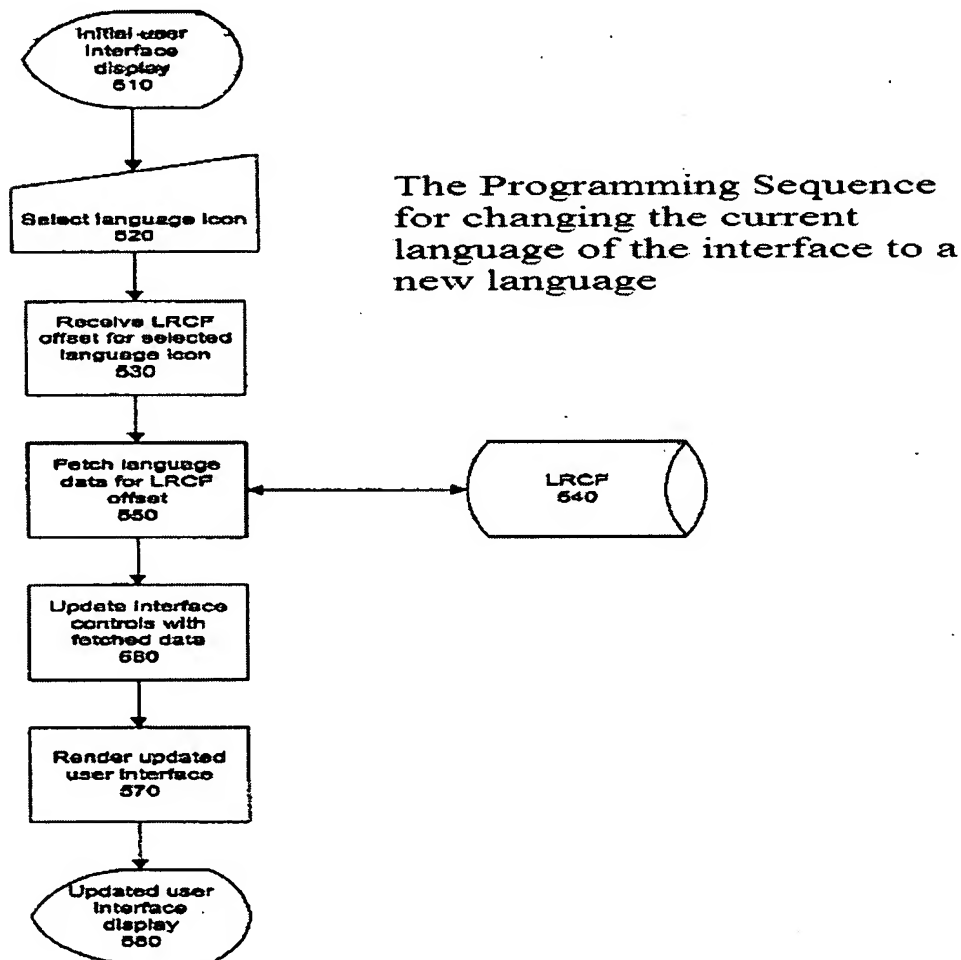 Initial user
Interface
display
510
Select language icon
520
The Programming Sequence
for changing the current
language of the interface to a
new language
Receive LRCF
offset for selected
language icon
530
Fetch language
data for LRCF
offset
550
LRCF
540
Update interface
controls with
fetched data
560
Render updated
user interface
570
Updated user
interface
display
580